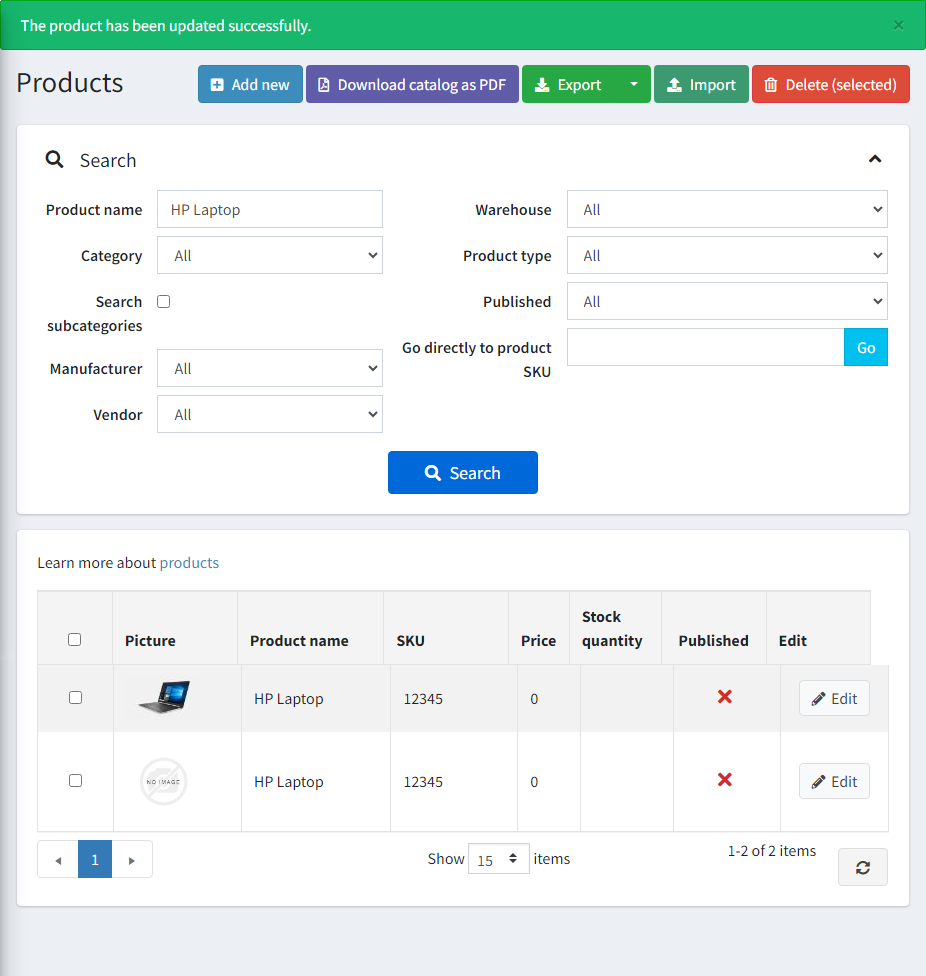 The product has been updated successfully.
×
Products
Add new
Download catalog as PDF
Export
Import
Delete (selected)
Search
Product name
HP Laptop
Warehouse
All
Category
All
Product type
All
Search
subcategories
Published
All
Go directly to product
SKU
Go
Manufacturer
All
Vendor
All
Search
Learn more about products
Picture
Product name
SKU
Price
Stock
quantity
Published
Edit
HP Laptop
12345
0
Edit
NO IMAGE
HP Laptop
12345
0
Edit
1
Show 15 items
1-2 of 2 items